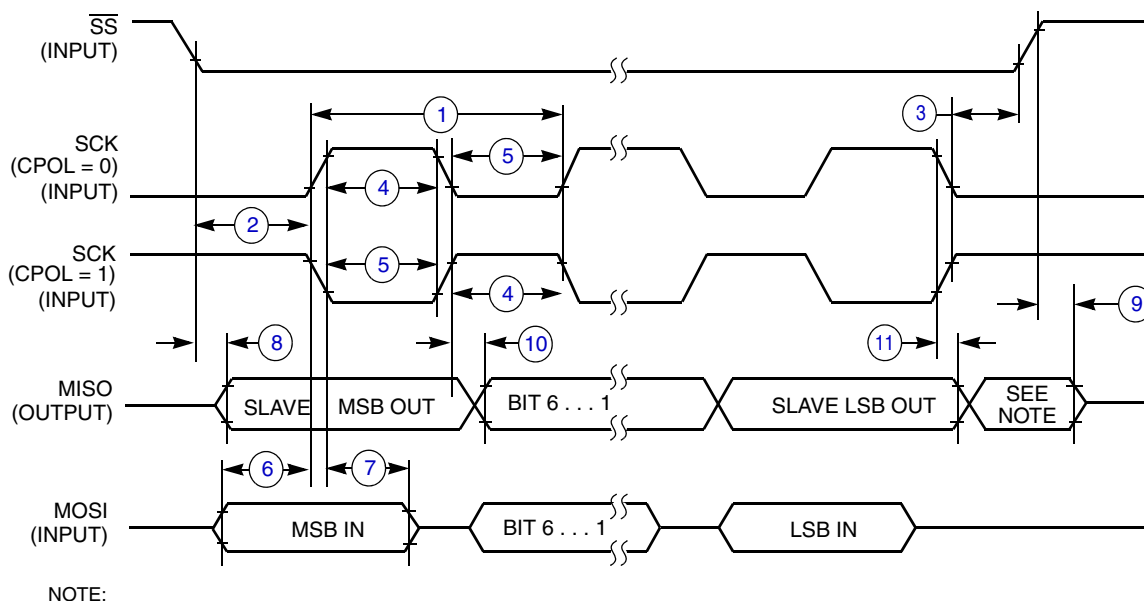 SS
(INPUT)
1
3
SCK
(CPOL = 0)
(INPUT)
5
4
2
SCK
(CPOL = 1)
(INPUT)
5
4
9
8
10
11
MISO
(OUTPUT)
SLAVE
MSB OUT
BIT 6 . . . 1
SLAVE LSB OUT
SEE
NOTE
6
7
MOSI
(INPUT)
MSB IN
BIT 6 . . . 1
LSB IN
NOTE: